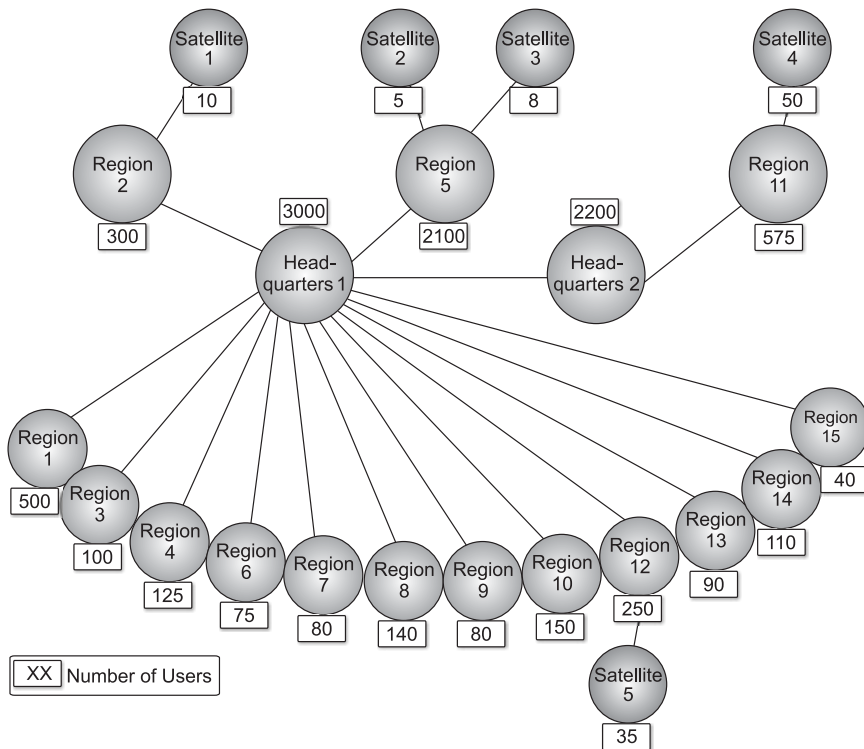 Satellite
1
10
Satellite
2
5
Satellite
3
8
Satellite
4
50
Region
2
300
Region
5
2100
Region
11
575
3000
Head-
quarters 1
2200
Head-
quarters 2
Region
1
500
Region
3
100
Region
4
125
Region
6
75
Region
7
80
Region
8
140
Region
9
80
Region
10
150
Region
12
250
Region
13
90
Region
14
110
Region
15
40
Satellite
5
35
XX Number of Users